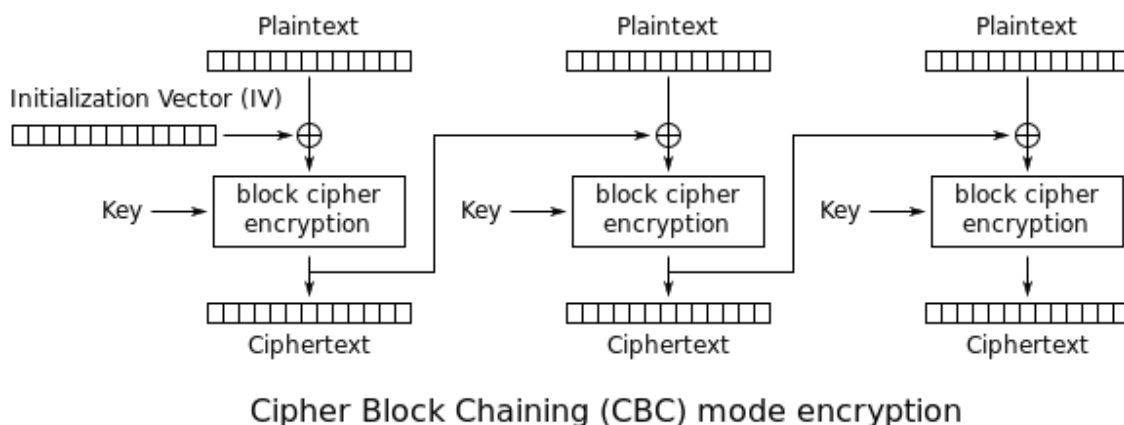 Plaintext
Plaintext
Plaintext
Initialization Vector (IV)
Key
block cipher
encryption
Key
block cipher
encryption
Key
block cipher
encryption
Ciphertext
Ciphertext
Ciphertext
Cipher Block Chaining (CBC) mode encryption